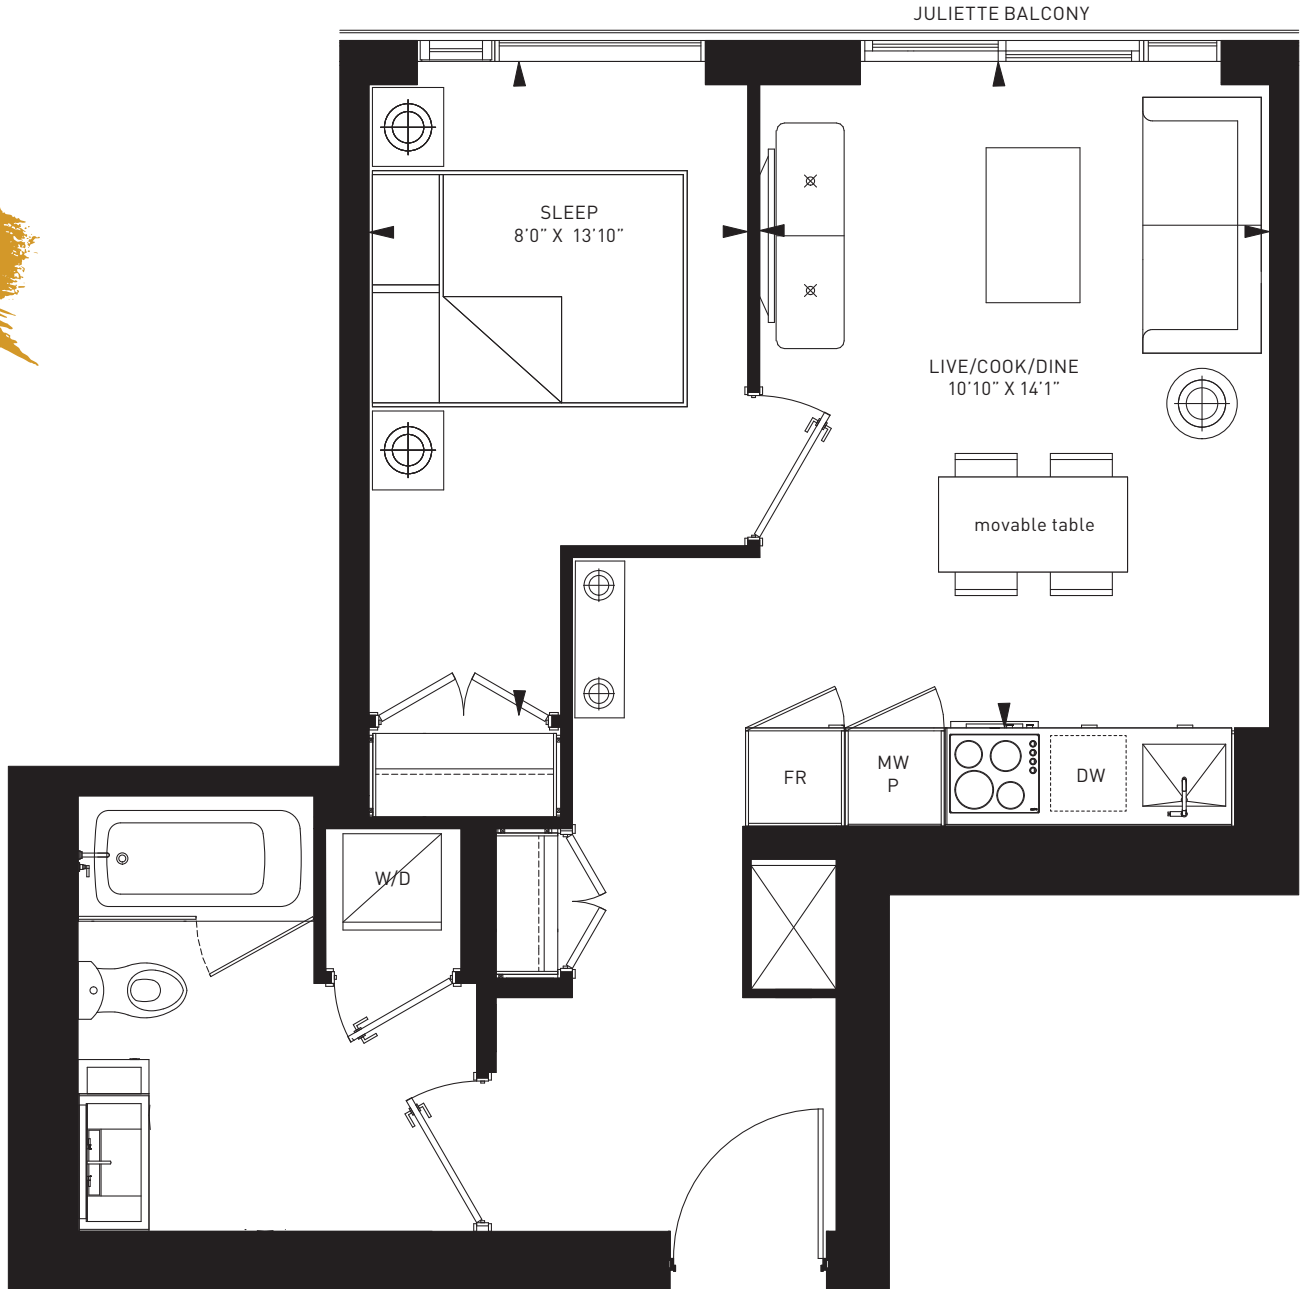 JULIETTE BALCONY
SLEEP
8’0” X 13’10”
LIVE/COOK/DINE
10’10” X 14’1”
movable table
FR
MW
P
DW
W/D